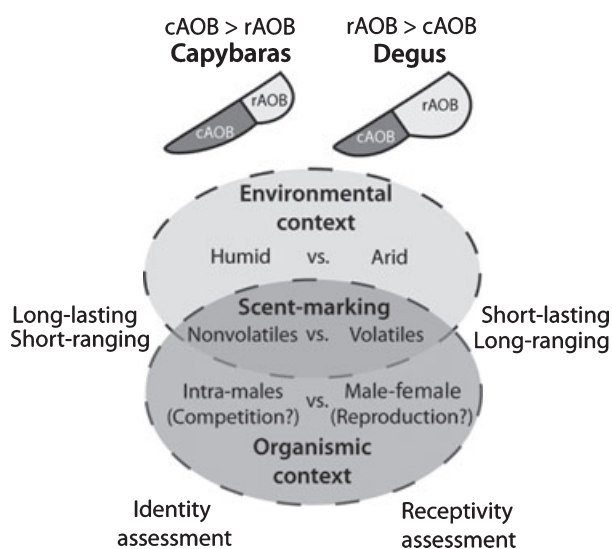 cAOB > rAOB
Capybaras
rAOB > cAOB
Degus
rAOB
cAOB
rAOB
cAOB
Environmental
context
Humid vs. Arid
Scent-marking
Nonvolatiles vs. Volatiles
Long-lasting
Short-ranging
Short-lasting
Long-ranging
Intra-males
(Competition?)
vs.
Male-female
(Reproduction?)
Organismic
context
Identity
assessment
Receptivity
assessment